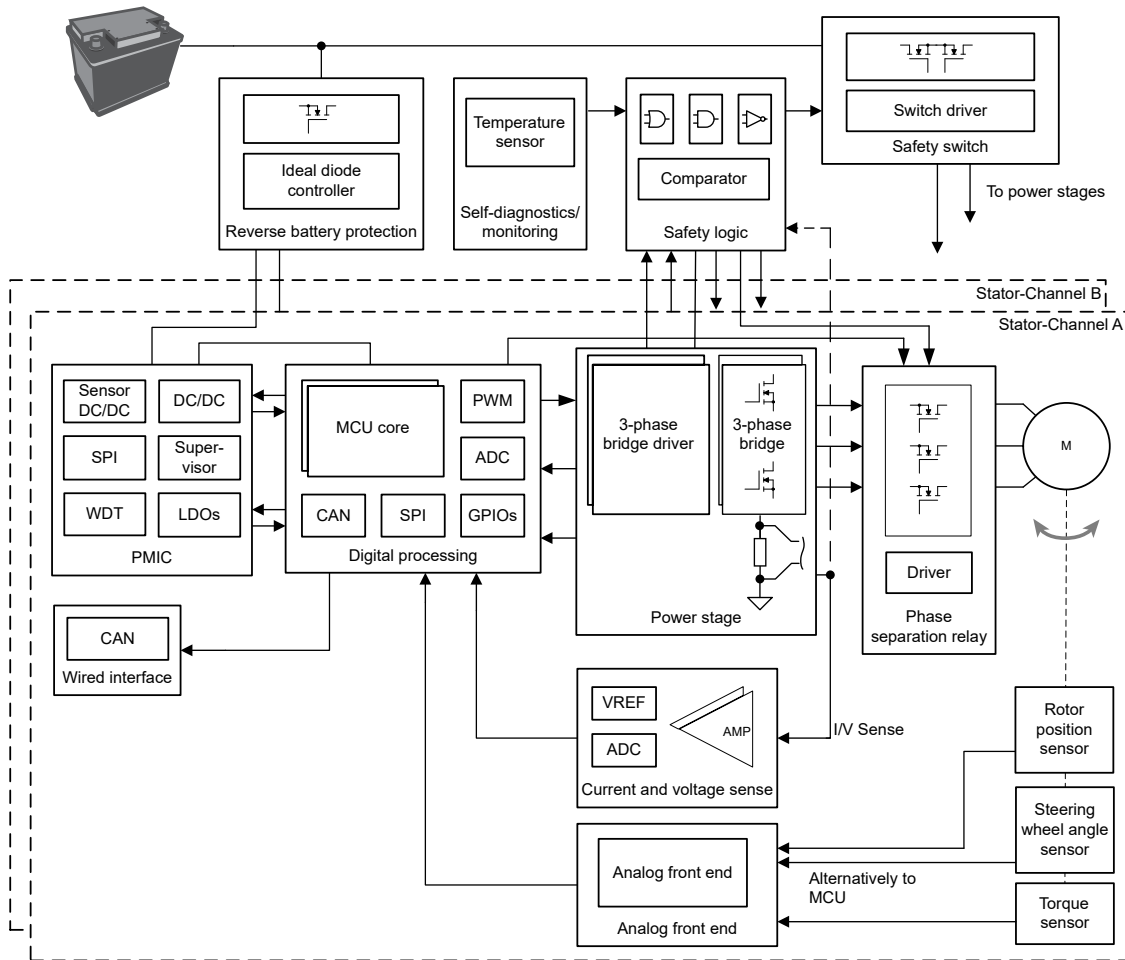 Switch driver
Safety switch
To power stages
Temperature
sensor
Self-diagnostics/
monitoring
Comparator
Safety logic
Ideal diode
controller
Reverse battery protection
Stator-Channel B
Stator-Channel A
Sensor
DC/DC
DC/DC
SPI
Super-
visor
WDT
LDOs
PMIC
MCU core
PWM
ADC
CAN
SPI
GPIOs
Digital processing
3-phase
bridge driver
3-phase
bridge
Power stage
Driver
Phase
separation relay
M
CAN
Wired interface
VREF
ADC
AMP
Current and voltage sense
I/V Sense
Rotor
position
sensor
Steering
wheel angle
sensor
Torque
sensor
Alternatively to
MCU
Analog front end
Analog front end